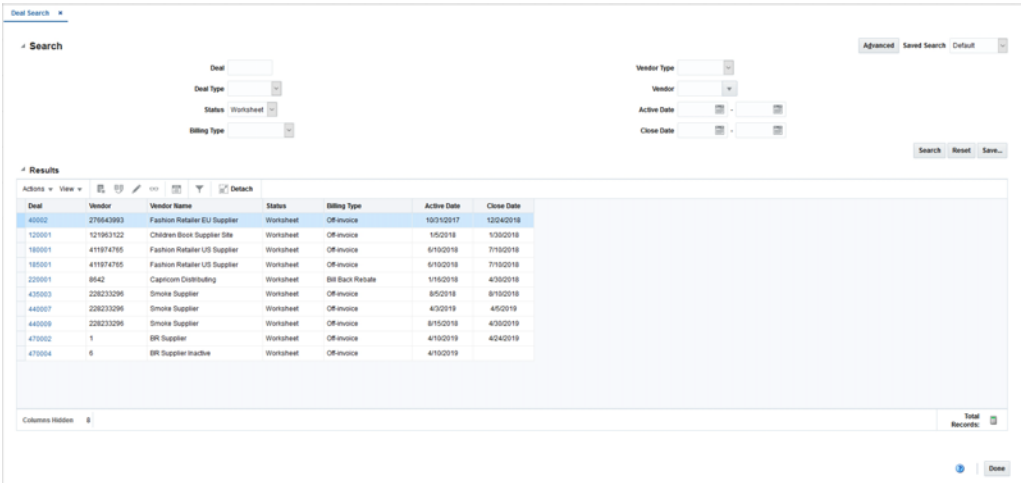 Deal Search ×
Search
Advanced Saved Search Default
Deal
Vendor Type
Deal Type
Vendor
Status Worksheet
Active Date -
Billing Type
Close Date -
Search Reset Save...
Results
Actions View Detach
Deal Vendor Vendor Name Status Billing Type Active Date Close Date
40002 276643993 Fashion Retailer EU Supplier Worksheet Off-invoice 10/31/2017 12/24/2018
120001 121963122 Children Book Supplier Site Worksheet Off-invoice 1/5/2018 1/30/2018
180001 411974765 Fashion Retailer US Supplier Worksheet Off-invoice 6/10/2018 7/10/2018
185001 411974765 Fashion Retailer US Supplier Worksheet Off-invoice 6/10/2018 7/10/2018
220001 8642 Capricorn Distributing Worksheet Bill Back Rebate 1/16/2018 4/30/2018
435003 228233296 Smoke Supplier Worksheet Off-invoice 8/5/2018 8/10/2018
440007 228233296 Smoke Supplier Worksheet Off-invoice 4/3/2019 4/5/2019
440009 228233296 Smoke Supplier Worksheet Off-invoice 8/15/2018 4/30/2019
470002 1 BR Supplier Worksheet Off-invoice 4/10/2019 4/24/2019
470004 6 BR Supplier Inactive Worksheet Off-invoice 4/10/2019
Columns Hidden 8
Total
Records:
Done